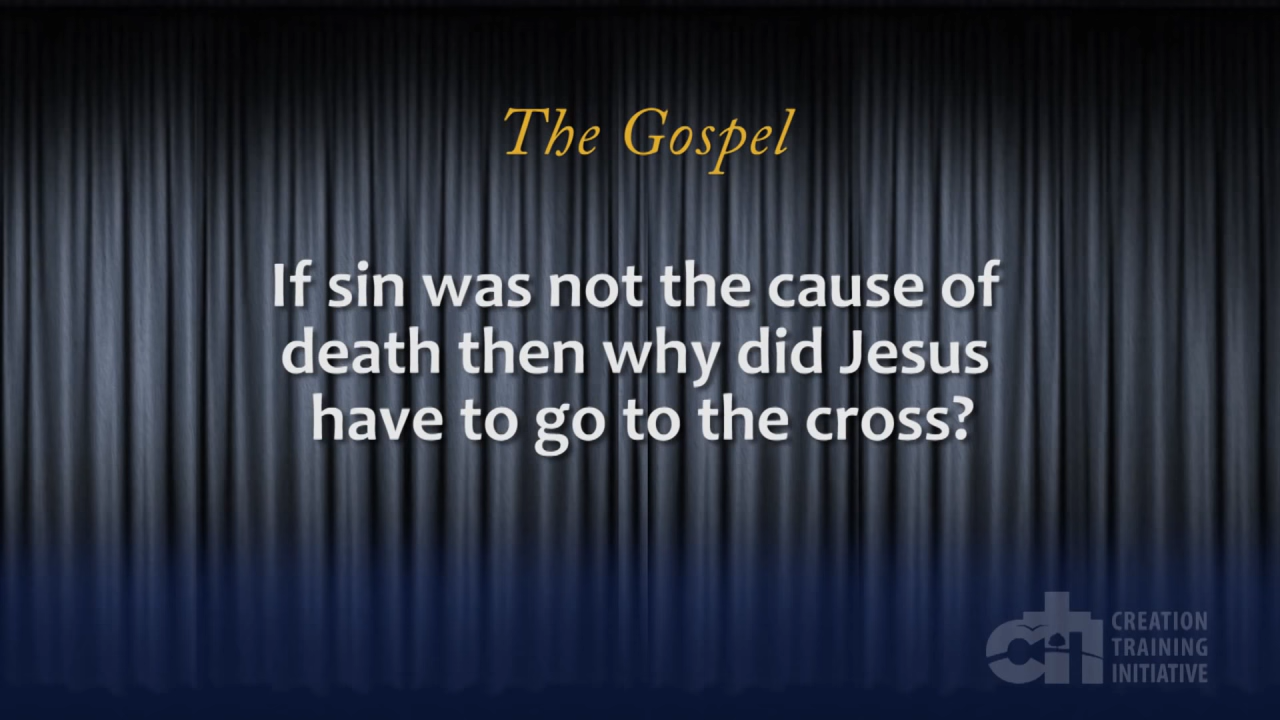 The Gospel
If sin was not the cause of
death then why did Jesus
have to go to the cross?
CREATION
TRAINING
INITIATIVE